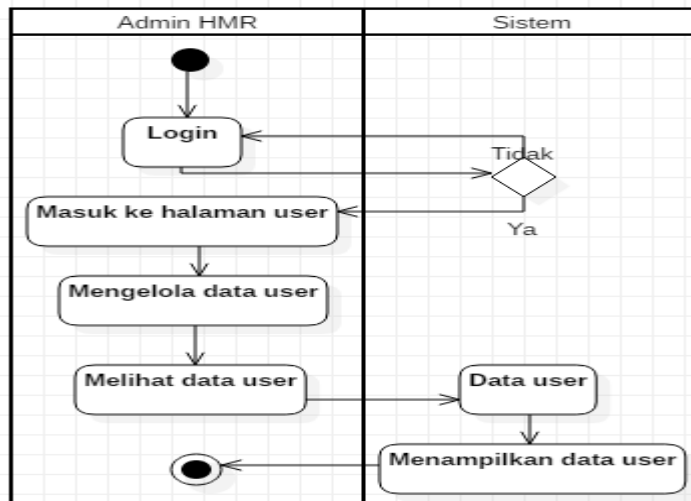 Admin HMR
Sistem
Login
Tidak
Masuk ke halaman user
Ya
Mengelola data user
Melihat data user
Data user
Menampilkan data user